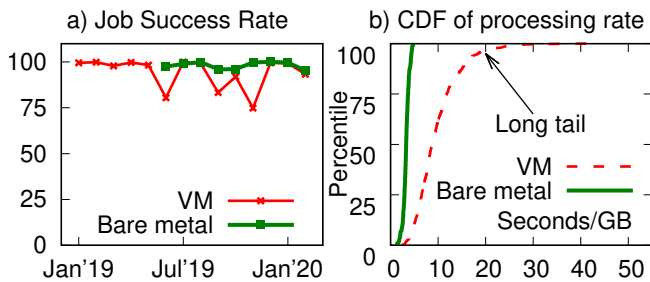 a) Job Success Rate
100
75
50
25
0
VM
Bare metal
Jan'19
Jul'19
Jan'20
b) CDF of processing rate
Percentile
100
75
50
25
0
Long tail
VM
Bare metal
Seconds/GB
0
10
20
30
40
50